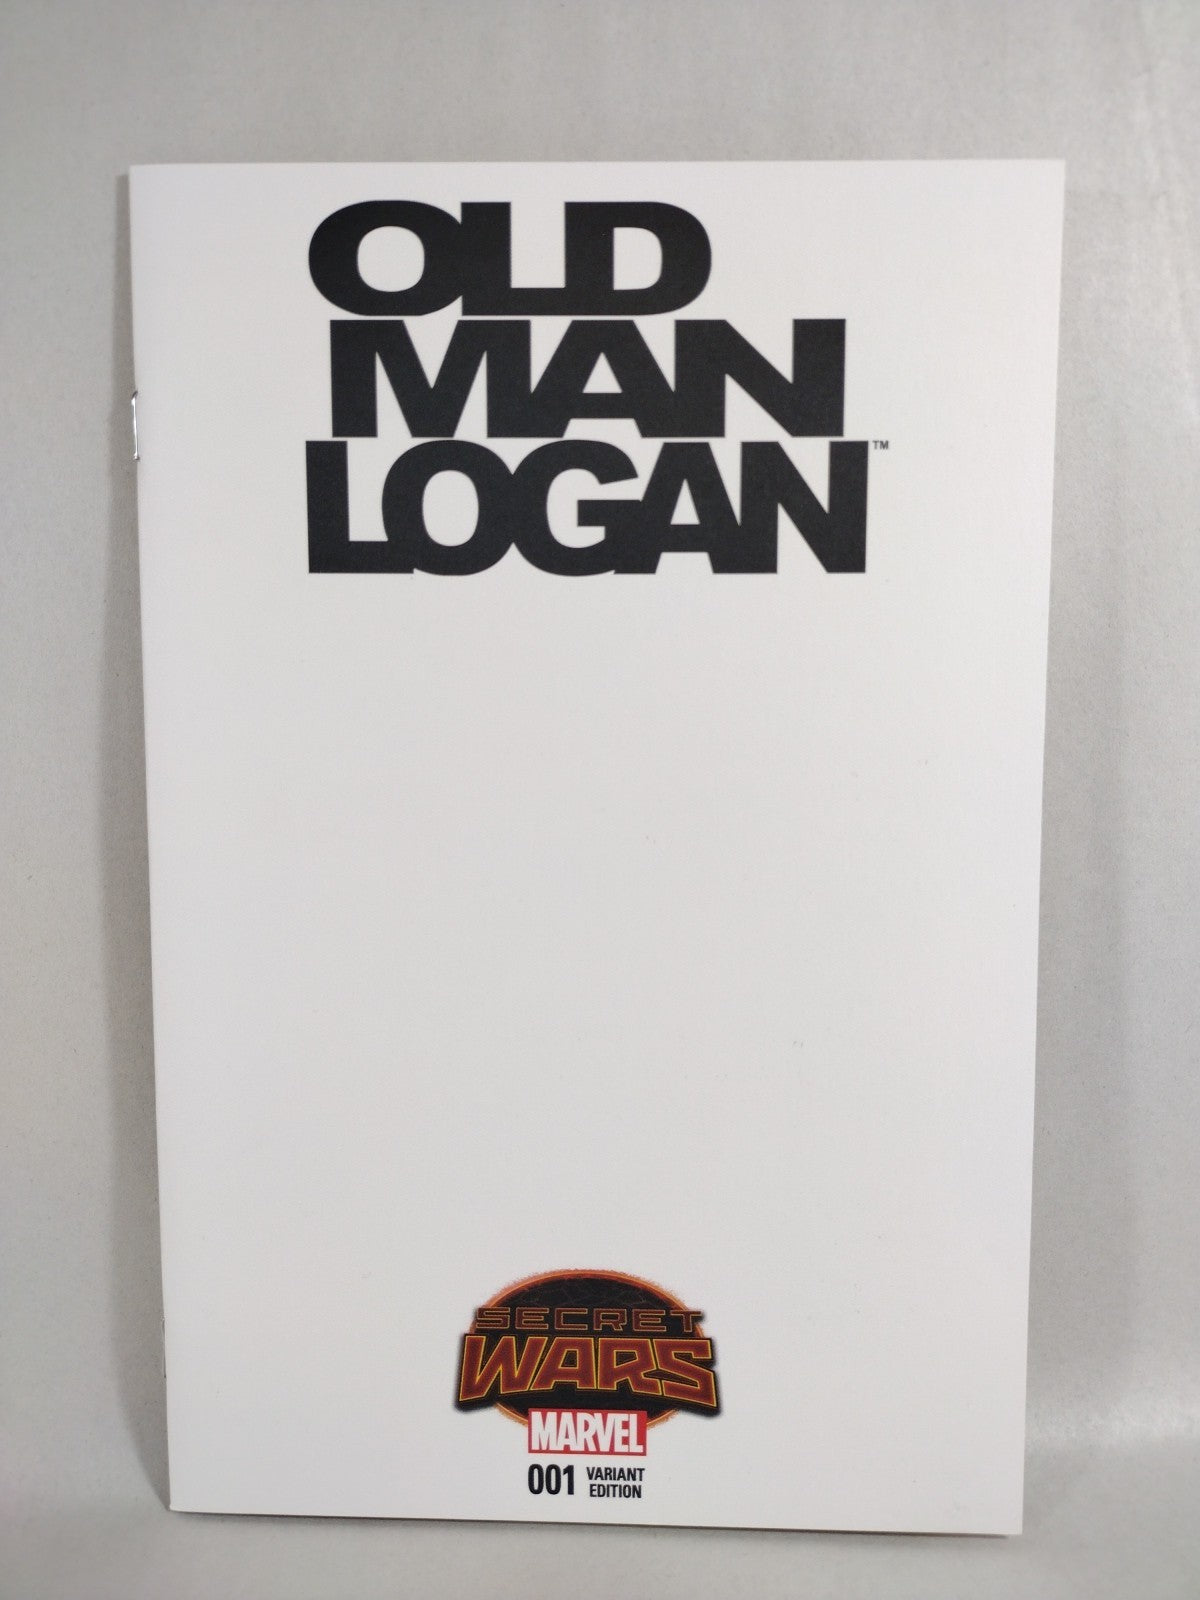 OLD
MAN
LOGAN™
SECRET
WARS
MARVEL
001 VARIANT
EDITION